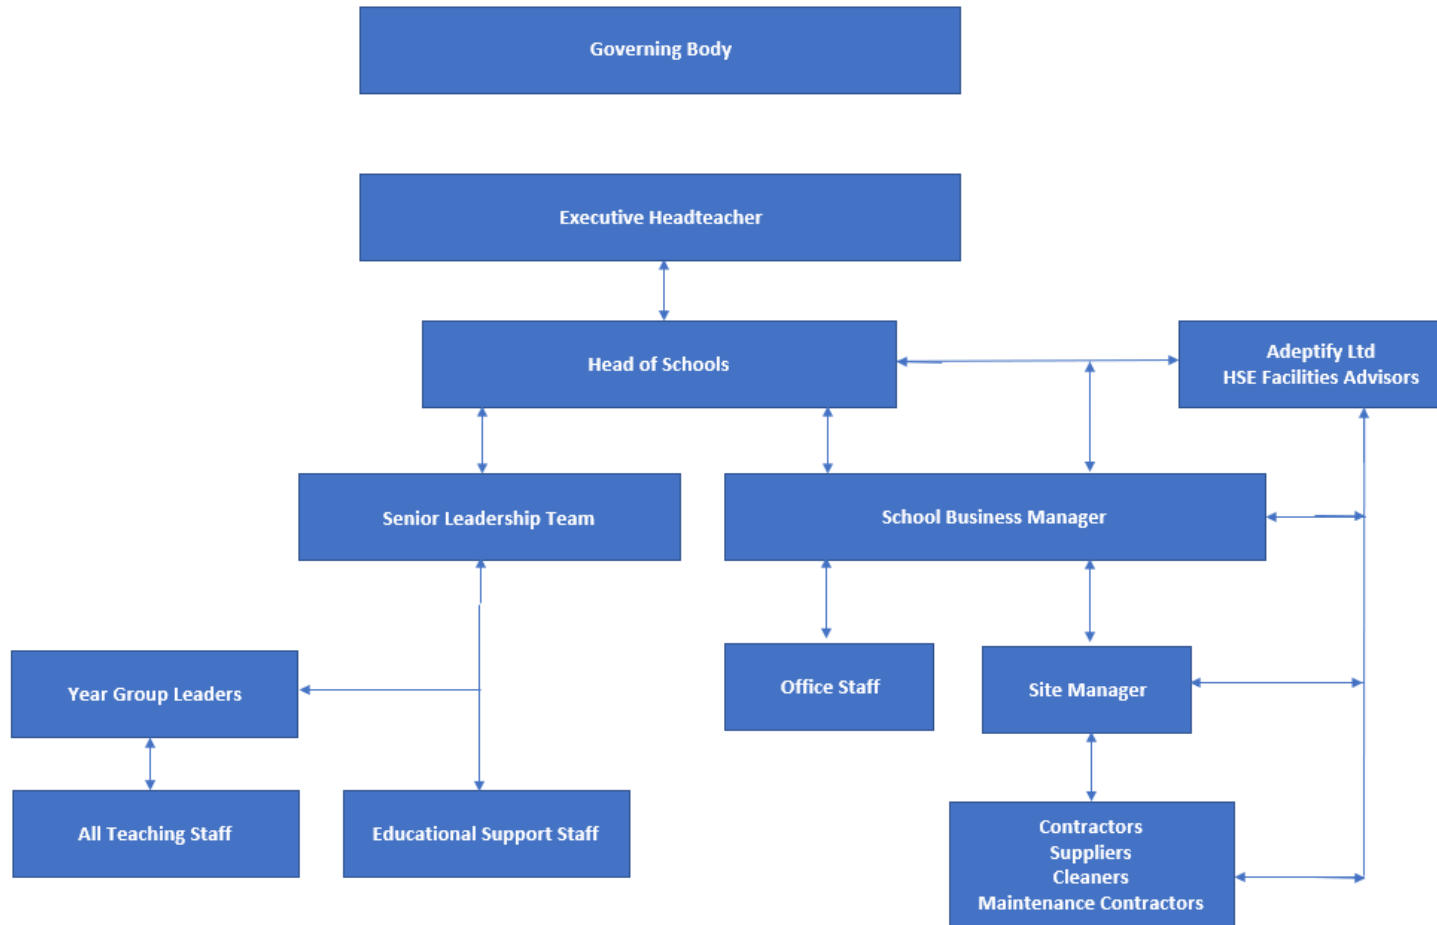 Governing Body
Executive Headteacher
Head of Schools
Adeptify Ltd
HSE Facilities Advisors
Senior Leadership Team
School Business Manager
Year Group Leaders
Office Staff
Site Manager
All Teaching Staff
Educational Support Staff
Contractors
Suppliers
Cleaners
Maintenance Contractors